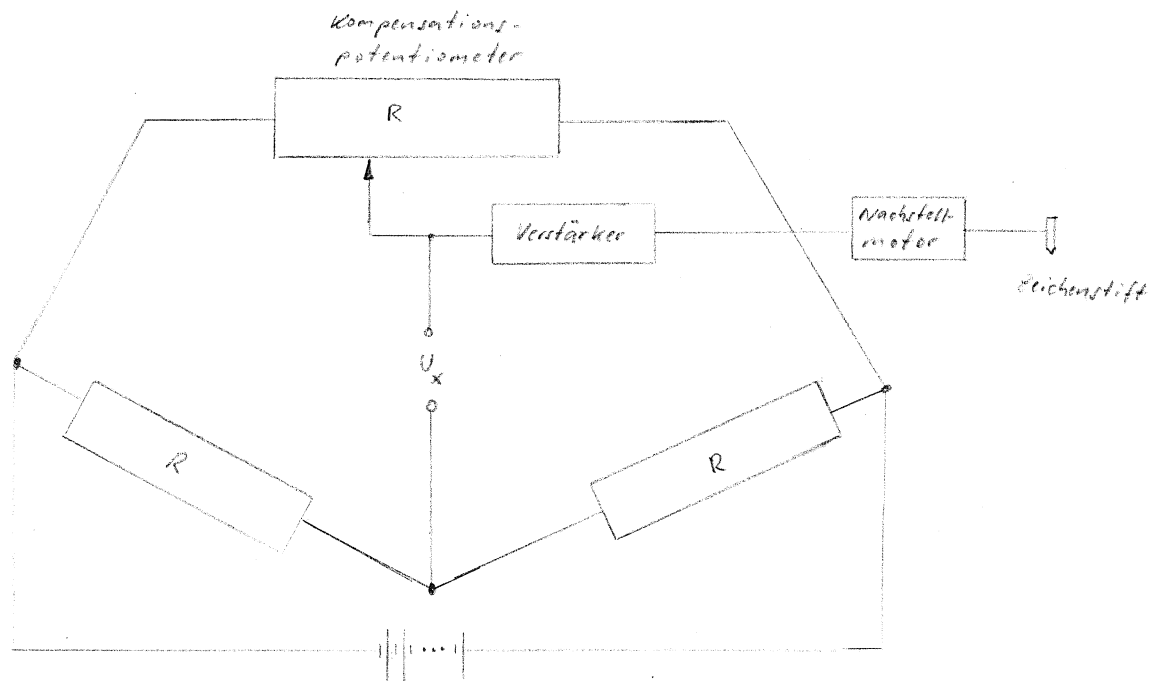 Kompensations-
potentiometer
R
Verstärker
Nachstell-
motor
Zeichenstift
U
x
R
R